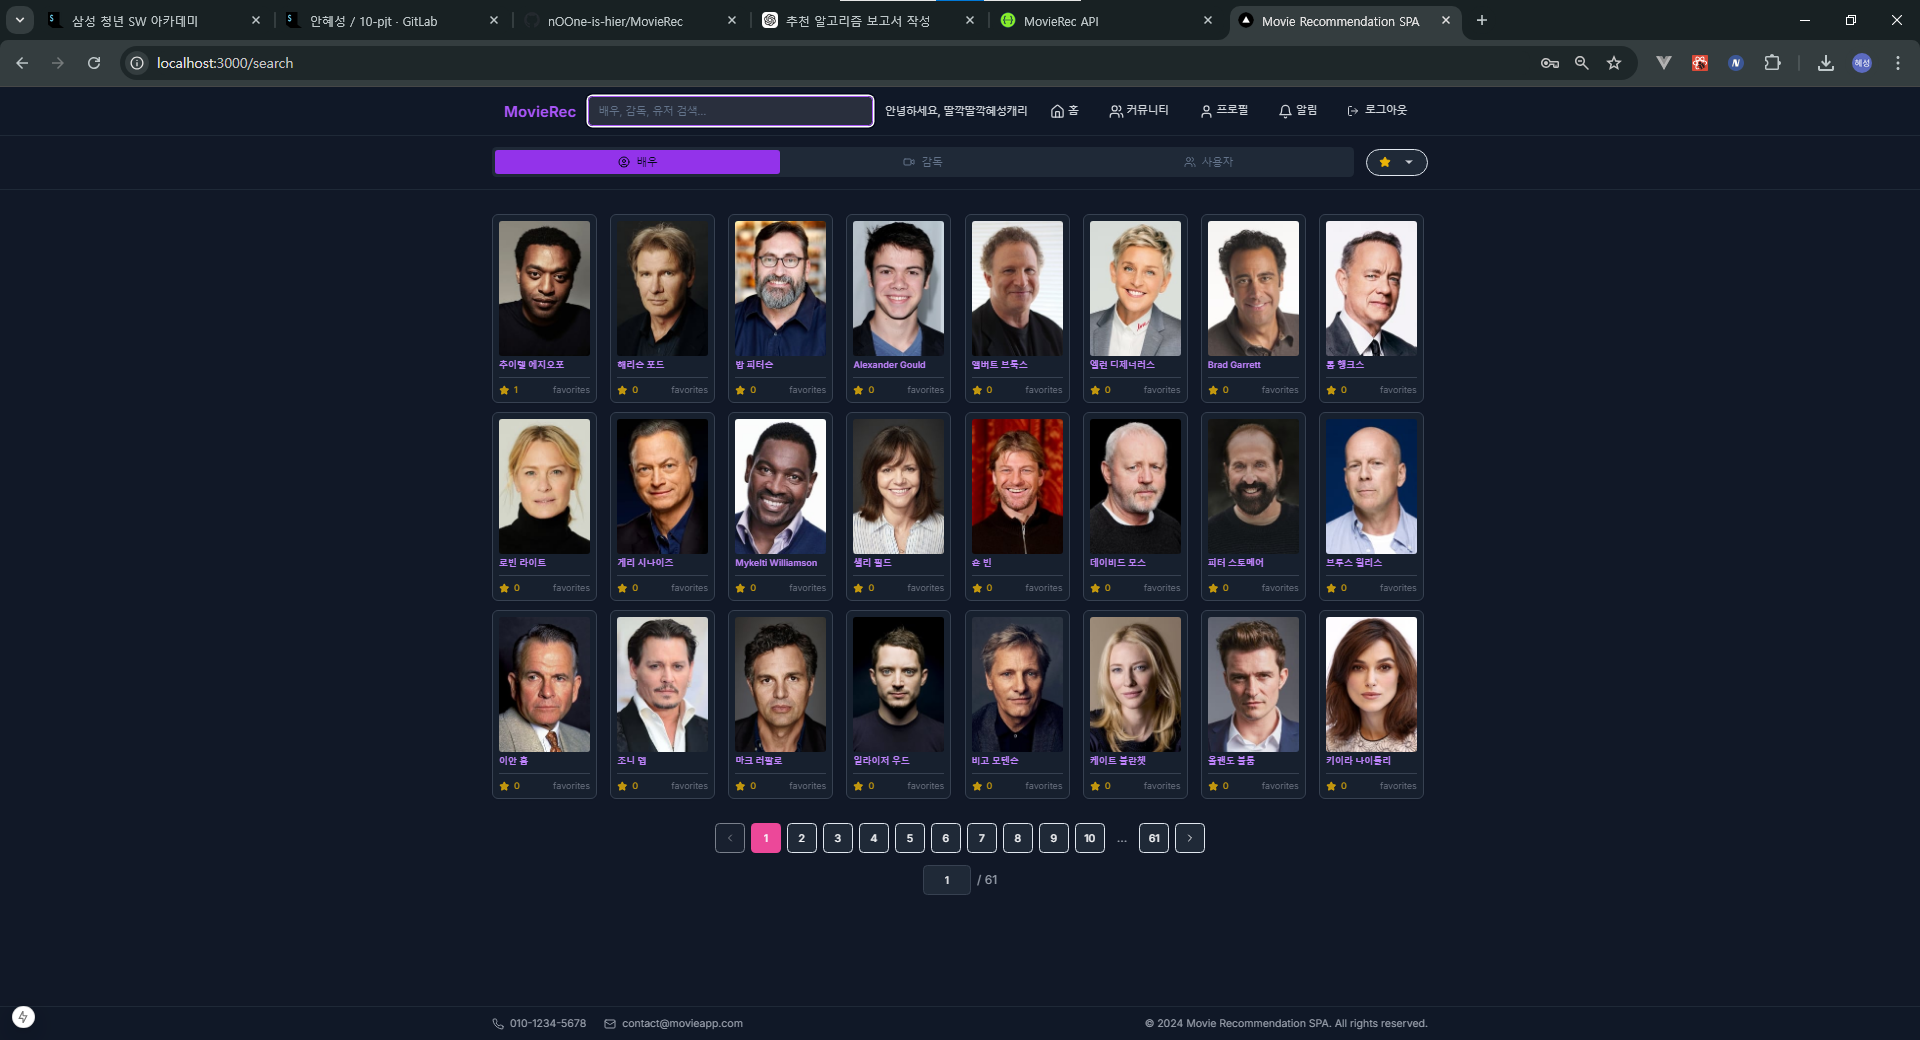 삼성 청년 SW 아카데미
안혜성 / 10-pjt · GitLab
nOOne-is-hier/MovieRec
추천 알고리즘 보고서 작성
MovieRec API
Movie Recommendation SPA
localhost:3000/search
혜성
MovieRec
배우, 감독, 유저 검색...
안녕하세요, 딸깍딸깍혜성캐리
홈
커뮤니티
프로필
알림
로그아웃
배우
감독
사용자
추이텔 에지오포
해리슨 포드
밥 피터슨
Alexander Gould
앨버트 브룩스
엘런 디제너러스
Brad Garrett
톰 행크스
1 favorites
0 favorites
0 favorites
0 favorites
0 favorites
0 favorites
0 favorites
0 favorites
로빈 라이트
게리 시나이즈
Mykelti Williamson
샐리 필드
숀 빈
데이비드 모스
피터 스토메어
브루스 윌리스
0 favorites
0 favorites
0 favorites
0 favorites
0 favorites
0 favorites
0 favorites
0 favorites
이안 홈
조니 뎁
마크 러팔로
일라이저 우드
비고 모텐슨
케이트 블란쳇
올랜도 블룸
키이라 나이틀리
0 favorites
0 favorites
0 favorites
0 favorites
0 favorites
0 favorites
0 favorites
0 favorites
1 2 3 4 5 6 7 8 9 10 ... 61
1 / 61
010-1234-5678
contact@movieapp.com
© 2024 Movie Recommendation SPA. All rights reserved.